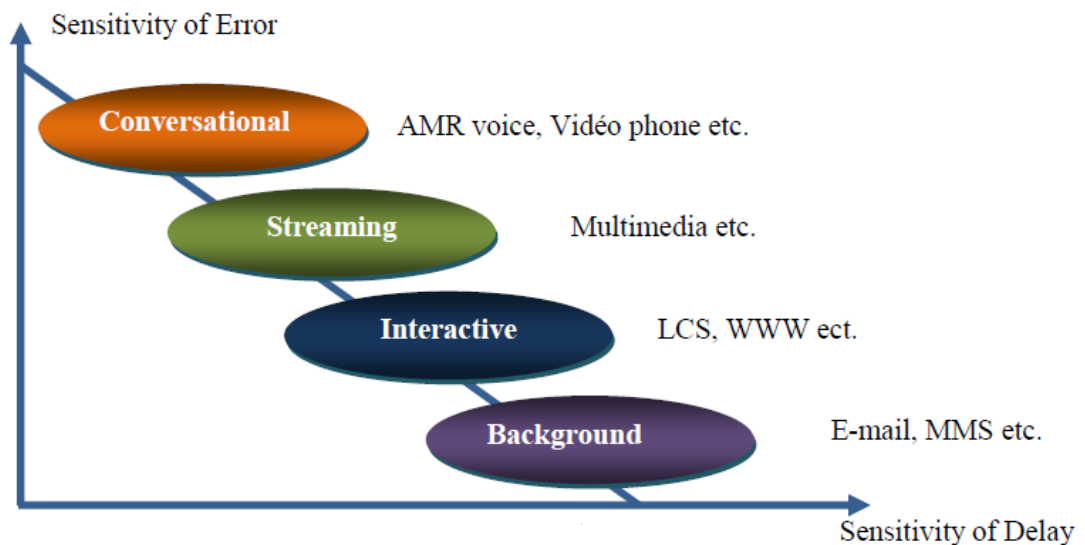 Sensitivity of Error
Conversational
AMR voice, Vidéo phone etc.
Streaming
Multimedia etc.
Interactive
LCS, WWW ect.
Background
E-mail, MMS etc.
Sensitivity of Delay